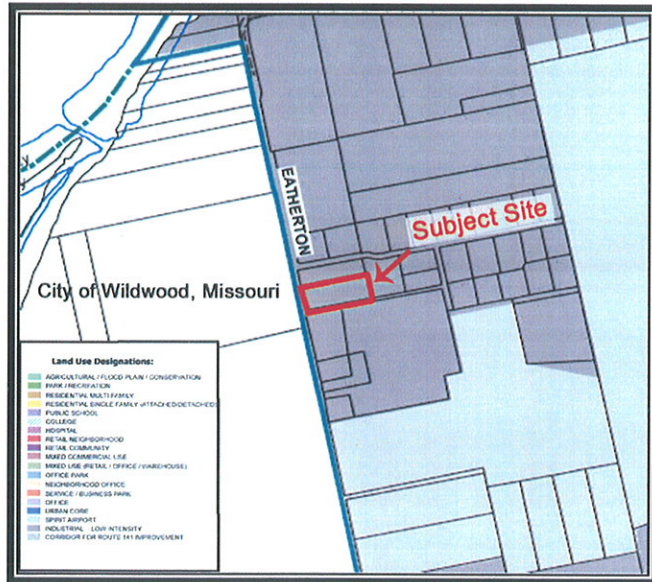 EATHERTON
Subject Site
City of Wildwood, Missouri
Land Use Designations:
AGRICULTURAL / FLOOD PLAIN / CONSERVATION
PARK / RECREATION
RESIDENTIAL MULTI FAMILY
RESIDENTIAL SINGLE FAMILY (ATTACHED/DETACHED)
PUBLIC SCHOOL
COLLEGE
HOSPITAL
RETAIL NEIGHBORHOOD
RETAIL COMMUNITY
MIXED COMMERCIAL USE
MIXED USE (RETAIL / OFFICE / WAREHOUSE)
OFFICE PARK
NEIGHBORHOOD OFFICE
SERVICE / BUSINESS PARK
OFFICE
URBAN CORE
SPIRIT AIRPORT
INDUSTRIAL - LOW INTENSITY
CORRIDOR FOR ROUTE 141 IMPROVEMENT